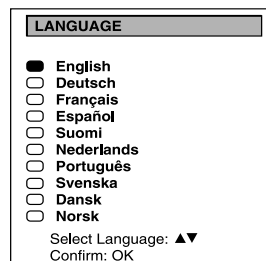 LANGUAGE
English
Deutsch
Français
Español
Suomi
Nederlands
Português
Svenska
Dansk
Norsk
Select Language: ▲▼
Confirm: OK